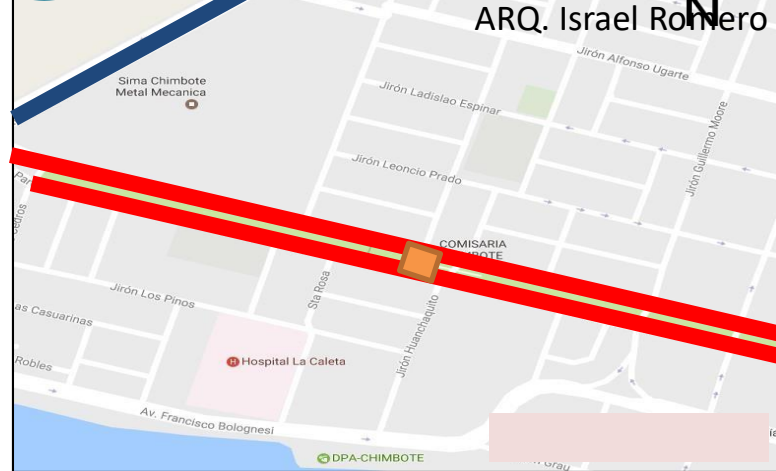 ARQ. Israel Romero
N
Jirón Alfonso Ugarte
Sima Chimbote
Metal Mecanica
Jirón Ladislao Espinar
Jirón Guillermo Moore
Jirón Leoncio Prado
COMISARIA
Sta Rosa
Jirón Los Pinos
as Casuarinas
Jirón Huanchaquito
Robles
Hospital La Caleta
Av. Francisco Bolognesi
DPA-CHIMBOTE
Grau